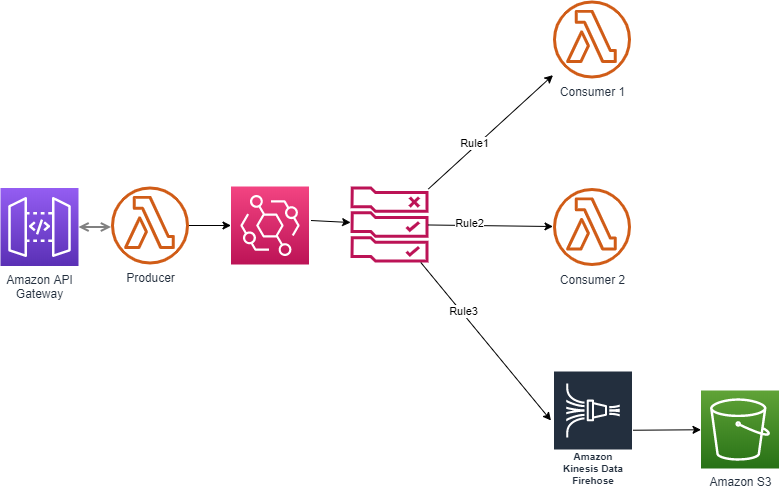 Consumer 1
Rule1
Rule2
Amazon API
Gateway
Producer
Consumer 2
Rule3
Amazon
Kinesis Data
Firehose
Amazon S3